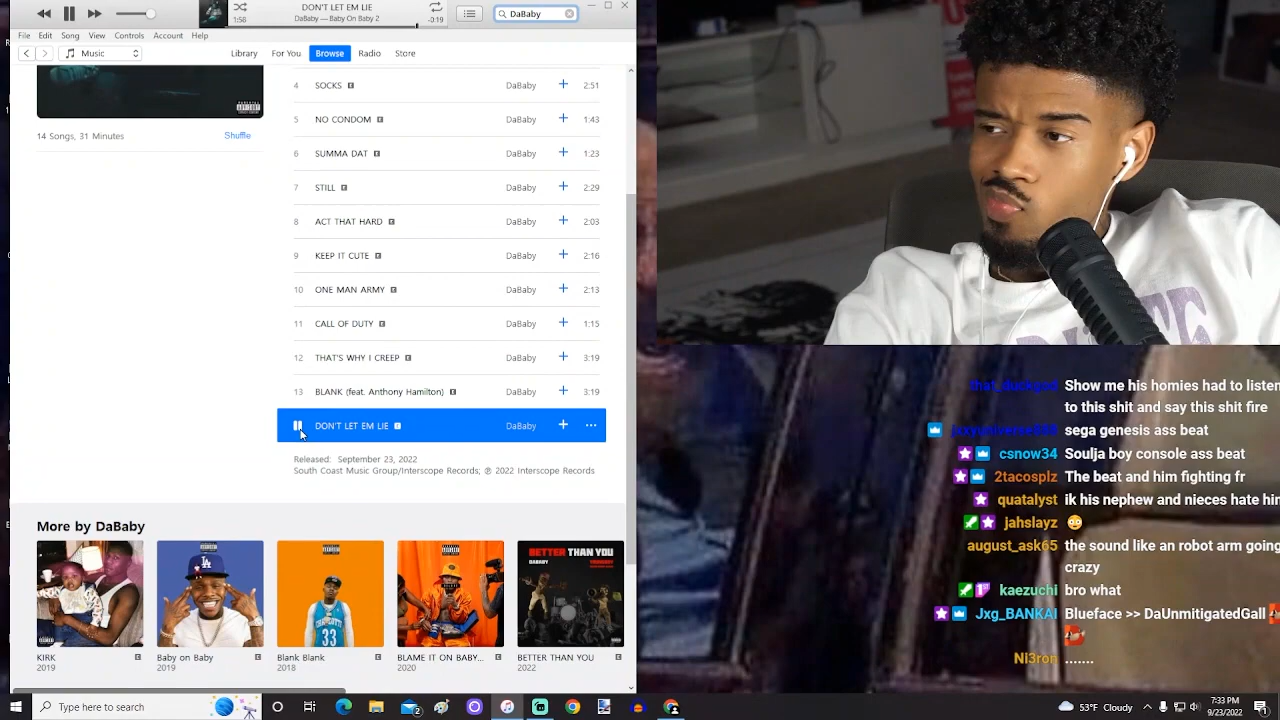 DON'T LET EM LIE
1:58
DaBaby — Baby On Baby 2
-0:19
DaBaby
File Edit Song View Controls Account Help
Music
Library For You Browse Radio Store
4 SOCKS E DaBaby + 2:51
14 Songs, 31 Minutes Shuffle
5 NO CONDOM E DaBaby + 1:43
6 SUMMA DAT E DaBaby + 1:23
7 STILL E DaBaby + 2:29
8 ACT THAT HARD E DaBaby + 2:03
9 KEEP IT CUTE E DaBaby + 2:16
10 ONE MAN ARMY E DaBaby + 2:13
11 CALL OF DUTY E DaBaby + 1:15
12 THAT'S WHY I CREEP E DaBaby + 3:19
13 BLANK (feat. Anthony Hamilton) E DaBaby + 3:19
DON'T LET EM LIE E DaBaby + ...
Released: September 23, 2022
South Coast Music Group/Interscope Records; ℗ 2022 Interscope Records
More by DaBaby
33
BETTER THAN YOU
KIRK E
2019
Baby on Baby E
2019
Blank Blank E
2018
BLAME IT ON BABY... E
2020
BETTER THAN YOU E
2022
Show me his homies had to listen
to this shit and say this shit fire
sega genesis ass beat
csnow34 Soulja boy console ass beat
2tacosplz The beat and him fighting fr
quatalyst ik his nephew and nieces hate him
jahslayz
august_ask65 the sound like an robot arm going
crazy
kaezuchi bro what
Jxg_BANKAI Blueface >> DaUnmitigatedGall
Ni3ron .......
Type here to search
53°F Cloudy
7:33 PM
9/23/2022